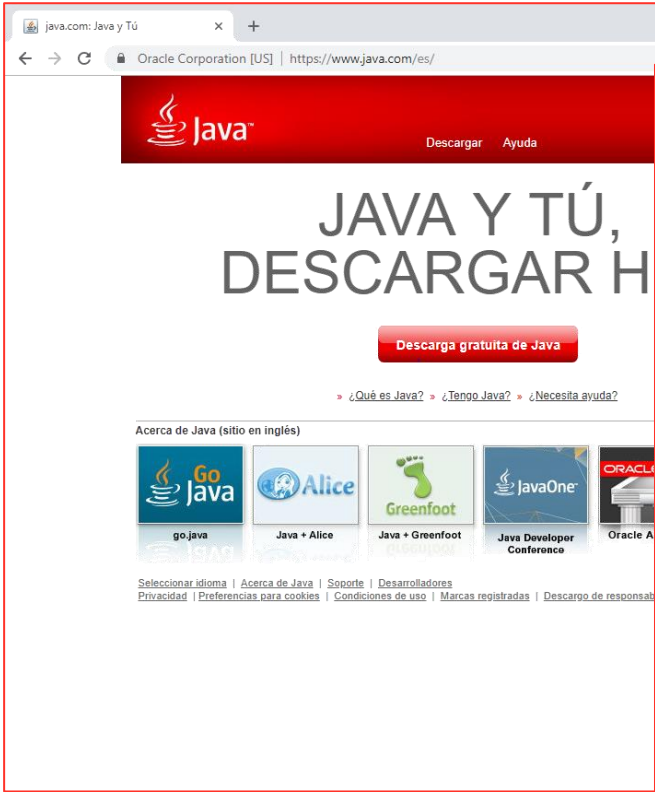 java.com: Java y Tú
Oracle Corporation [US] | https://www.java.com/es/
Java™
Descargar Ayuda
JAVA Y TÚ,
DESCARGAR H
Descarga gratuita de Java
» ¿Qué es Java? » ¿Tengo Java? » ¿Necesita ayuda?
Acerca de Java (sitio en inglés)
Go Java
Alice
Greenfoot
JavaOne
ORACLE
go.java
Java + Alice
Java + Greenfoot
Java Developer Conference
Oracle A
Seleccionar idioma | Acerca de Java | Soporte | Desarrolladores
Privacidad | Preferencias para cookies | Condiciones de uso | Marcas registradas | Descargo de responsab